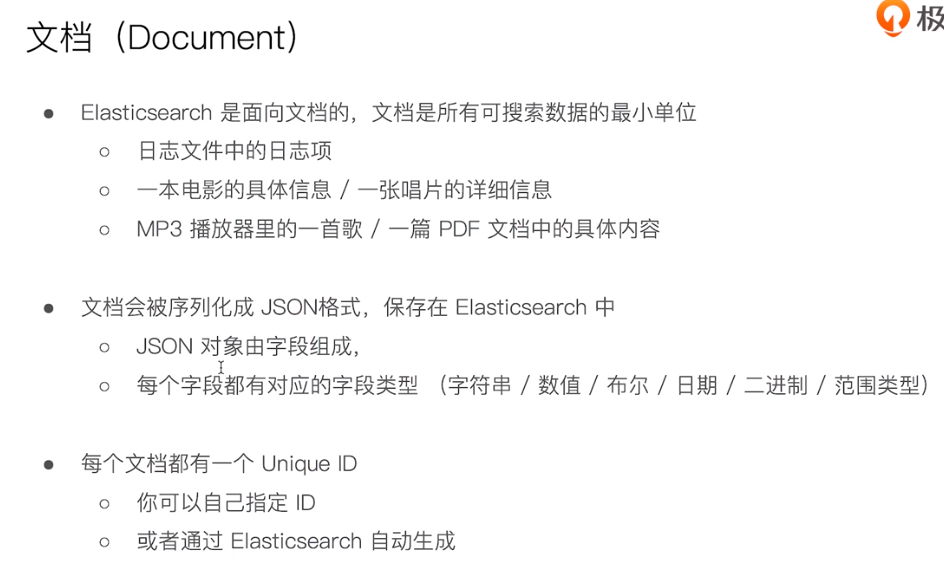 文档（Document）
极
● Elasticsearch 是面向文档的，文档是所有可搜索数据的最小单位
○ 日志文件中的日志项
○ 一本电影的具体信息 / 一张唱片的详细信息
○ MP3 播放器里的一首歌 / 一篇 PDF 文档中的具体内容
● 文档会被序列化成 JSON格式，保存在 Elasticsearch 中
○ JSON 对象由字段组成，
○ 每个字段都有对应的字段类型 （字符串 / 数值 / 布尔 / 日期 / 二进制 / 范围类型）
● 每个文档都有一个 Unique ID
○ 你可以自己指定 ID
○ 或者通过 Elasticsearch 自动生成